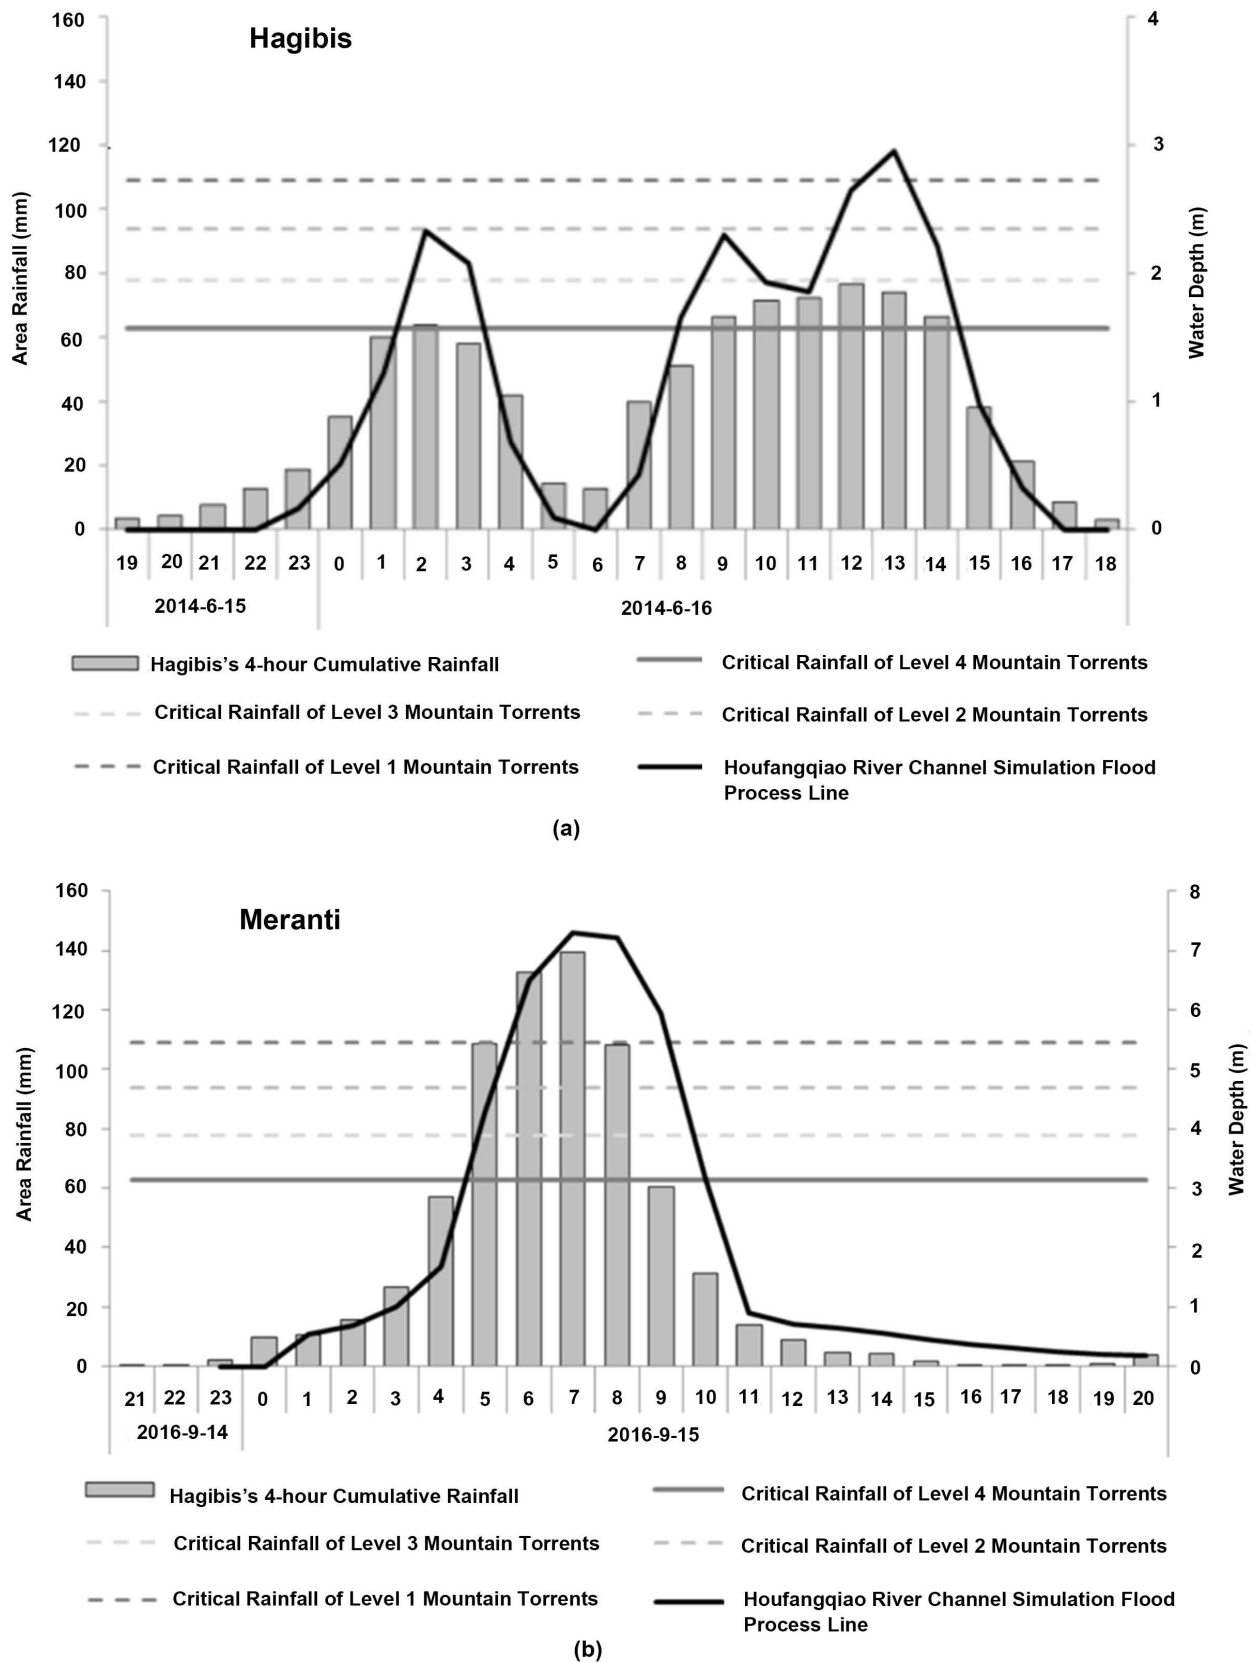 Hagibis
160
140
120
100
80
60
40
20
0
Area Rainfall (mm)
4
3
2
1
0
Water Depth (m)
19 20 21 22 23 0 1 2 3 4 5 6 7 8 9 10 11 12 13 14 15 16 17 18
2014-6-15 2014-6-16
Hagibis's 4-hour Cumulative Rainfall
Critical Rainfall of Level 4 Mountain Torrents
Critical Rainfall of Level 3 Mountain Torrents
Critical Rainfall of Level 2 Mountain Torrents
Critical Rainfall of Level 1 Mountain Torrents
Houfangqiao River Channel Simulation Flood
Process Line
(a)
Meranti
160
140
120
100
80
60
40
20
0
Area Rainfall (mm)
8
7
6
5
4
3
2
1
0
Water Depth (m)
21 22 23 0 1 2 3 4 5 6 7 8 9 10 11 12 13 14 15 16 17 18 19 20
2016-9-14 2016-9-15
Hagibis's 4-hour Cumulative Rainfall
Critical Rainfall of Level 4 Mountain Torrents
Critical Rainfall of Level 3 Mountain Torrents
Critical Rainfall of Level 2 Mountain Torrents
Critical Rainfall of Level 1 Mountain Torrents
Houfangqiao River Channel Simulation Flood
Process Line
(b)